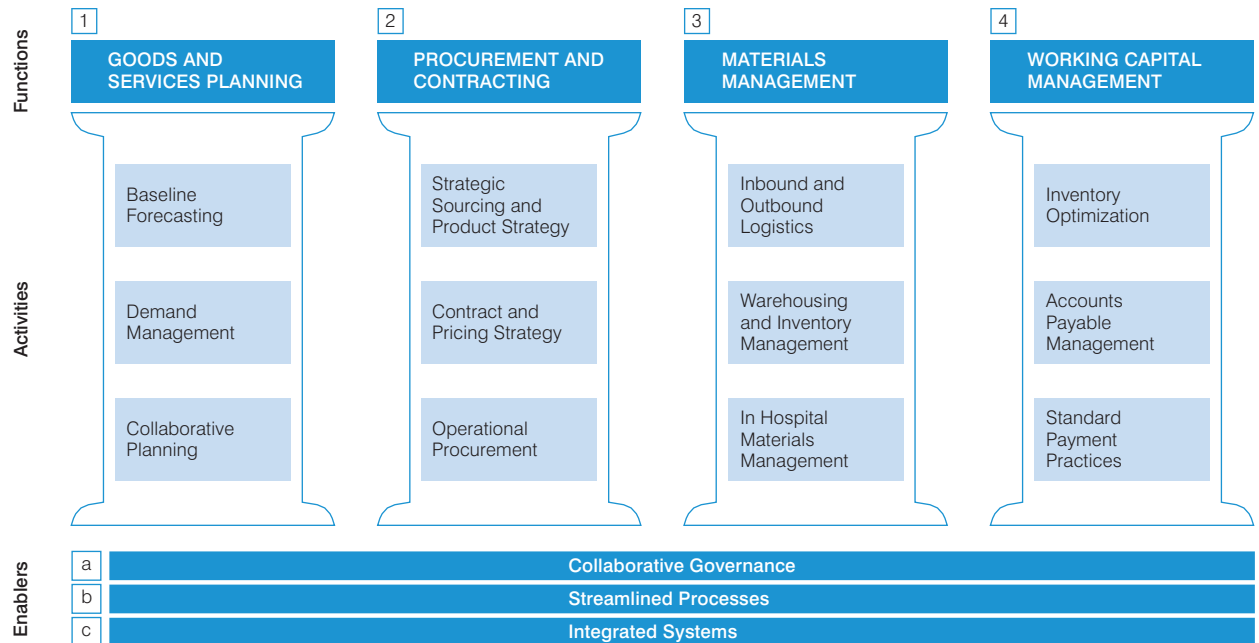 Functions
1
GOODS AND
SERVICES PLANNING
2
PROCUREMENT AND
CONTRACTING
3
MATERIALS
MANAGEMENT
4
WORKING CAPITAL
MANAGEMENT
Activities
Baseline
Forecasting
Demand
Management
Collaborative
Planning
Strategic
Sourcing and
Product Strategy
Contract and
Pricing Strategy
Operational
Procurement
Inbound and
Outbound
Logistics
Warehousing
and Inventory
Management
In Hospital
Materials
Management
Inventory
Optimization
Accounts
Payable
Management
Standard
Payment
Practices
Enablers
a
Collaborative Governance
b
Streamlined Processes
c
Integrated Systems